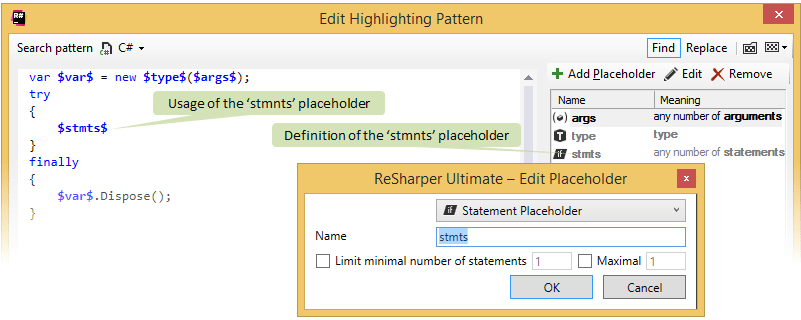 R#
Edit Highlighting Pattern
x
Search pattern C# C#
Find Replace
var $var$ = new $type$($args$);
try
{
$stmts$
}
finally
{
$var$.Dispose();
}
Usage of the ‘stmnts’ placeholder
Definition of the ‘stmnts’ placeholder
Add Placeholder Edit Remove
Name Meaning
args any number of arguments
T type type
if stmts any number of statements
ReSharper Ultimate – Edit Placeholder
x
if Statement Placeholder
Name stmts
Limit minimal number of statements 1 Maximal 1
OK Cancel